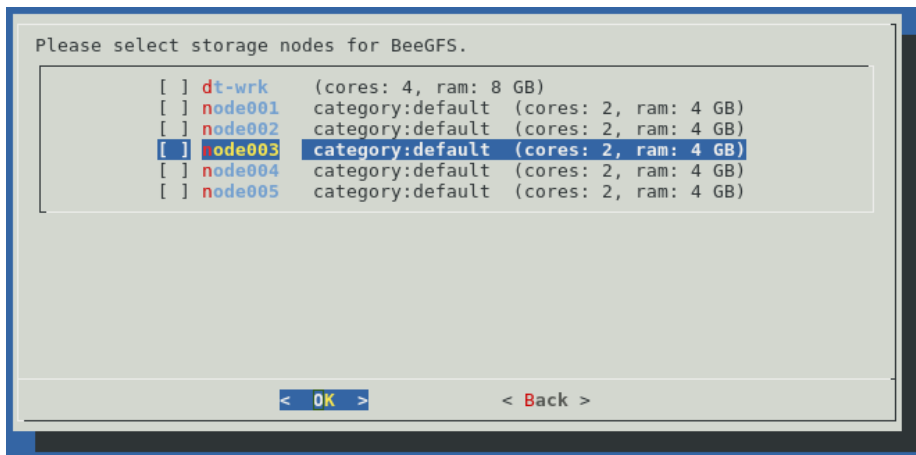 Please select storage nodes for BeeGFS.
[ ] dt-wrk (cores: 4, ram: 8 GB)
[ ] node001 category:default (cores: 2, ram: 4 GB)
[ ] node002 category:default (cores: 2, ram: 4 GB)
[ ] node003 category:default (cores: 2, ram: 4 GB)
[ ] node004 category:default (cores: 2, ram: 4 GB)
[ ] node005 category:default (cores: 2, ram: 4 GB)
< OK > < Back >